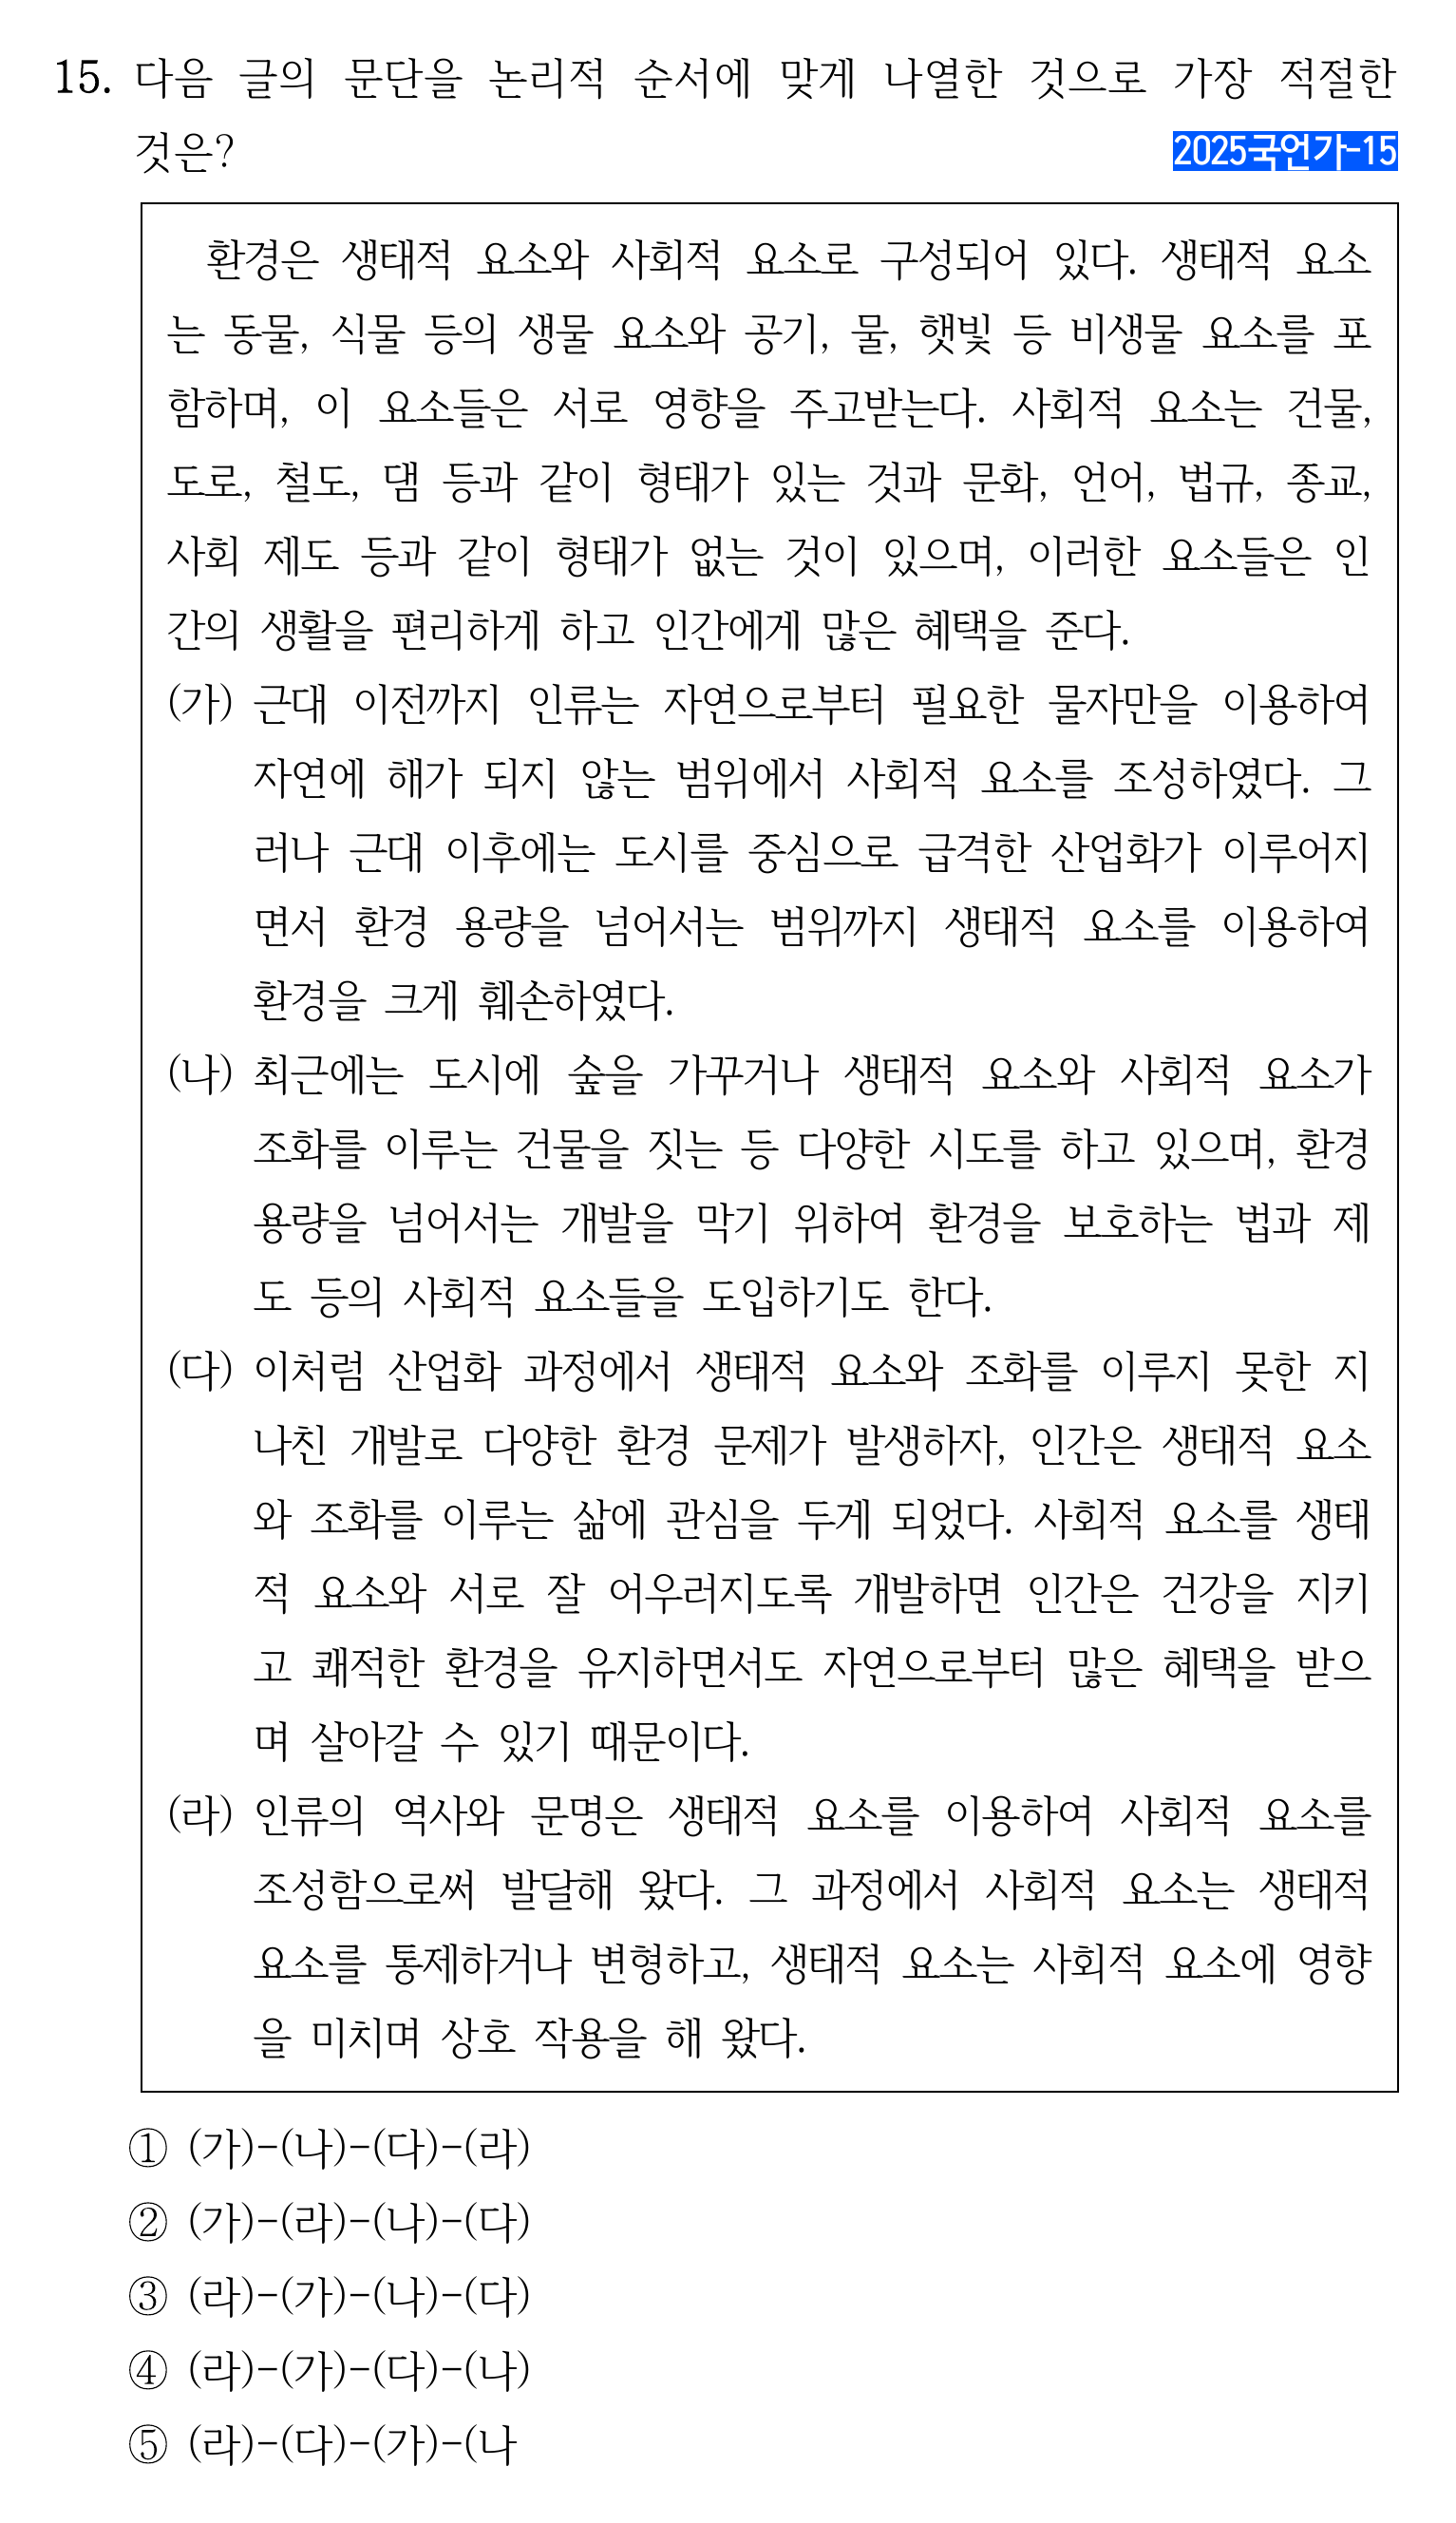 15. 다음 글의 문단을 논리적 순서에 맞게 나열한 것으로 가장 적절한
것은?
2025국언가-15
환경은 생태적 요소와 사회적 요소로 구성되어 있다. 생태적 요소
는 동물, 식물 등의 생물 요소와 공기, 물, 햇빛 등 비생물 요소를 포
함하며, 이 요소들은 서로 영향을 주고받는다. 사회적 요소는 건물,
도로, 철도, 댐 등과 같이 형태가 있는 것과 문화, 언어, 법규, 종교,
사회 제도 등과 같이 형태가 없는 것이 있으며, 이러한 요소들은 인
간의 생활을 편리하게 하고 인간에게 많은 혜택을 준다.
(가) 근대 이전까지 인류는 자연으로부터 필요한 물자만을 이용하여
자연에 해가 되지 않는 범위에서 사회적 요소를 조성하였다. 그
러나 근대 이후에는 도시를 중심으로 급격한 산업화가 이루어지
면서 환경 용량을 넘어서는 범위까지 생태적 요소를 이용하여
환경을 크게 훼손하였다.
(나) 최근에는 도시에 숲을 가꾸거나 생태적 요소와 사회적 요소가
조화를 이루는 건물을 짓는 등 다양한 시도를 하고 있으며, 환경
용량을 넘어서는 개발을 막기 위하여 환경을 보호하는 법과 제
도 등의 사회적 요소들을 도입하기도 한다.
(다) 이처럼 산업화 과정에서 생태적 요소와 조화를 이루지 못한 지
나친 개발로 다양한 환경 문제가 발생하자, 인간은 생태적 요소
와 조화를 이루는 삶에 관심을 두게 되었다. 사회적 요소를 생태
적 요소와 서로 잘 어우러지도록 개발하면 인간은 건강을 지키
고 쾌적한 환경을 유지하면서도 자연으로부터 많은 혜택을 받으
며 살아갈 수 있기 때문이다.
(라) 인류의 역사와 문명은 생태적 요소를 이용하여 사회적 요소를
조성함으로써 발달해 왔다. 그 과정에서 사회적 요소는 생태적
요소를 통제하거나 변형하고, 생태적 요소는 사회적 요소에 영향
을 미치며 상호 작용을 해 왔다.
① (가)-(나)-(다)-(라)
② (가)-(라)-(나)-(다)
③ (라)-(가)-(나)-(다)
④ (라)-(가)-(다)-(나)
⑤ (라)-(다)-(가)-(나